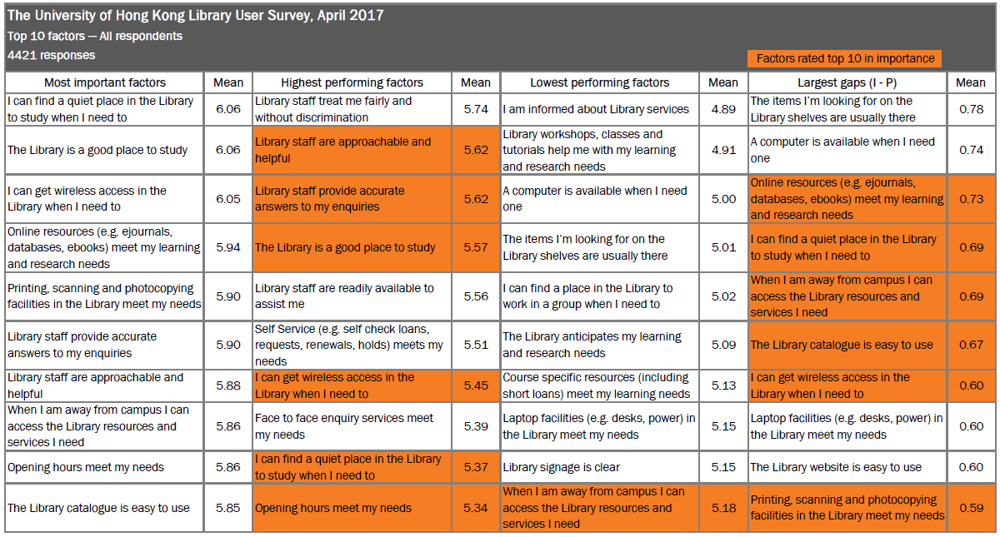 The University of Hong Kong Library User Survey, April 2017
Top 10 factors — All respondents
4421 responses
Factors rated top 10 in importance
Most important factors
Mean
Highest performing factors
Mean
Lowest performing factors
Mean
Largest gaps (I - P)
Mean
I can find a quiet place in the Library
to study when I need to
6.06
Library staff treat me fairly and
without discrimination
5.74
I am informed about Library services
4.89
The items I'm looking for on the
Library shelves are usually there
0.78
The Library is a good place to study
6.06
Library staff are approachable and
helpful
5.62
Library workshops, classes and
tutorials help me with my learning
and research needs
4.91
A computer is available when I need
one
0.74
I can get wireless access in the
Library when I need to
6.05
Library staff provide accurate
answers to my enquiries
5.62
A computer is available when I need
one
5.00
Online resources (e.g. ejournals,
databases, ebooks) meet my learning
and research needs
0.73
Online resources (e.g. ejournals,
databases, ebooks) meet my learning
and research needs
5.94
The Library is a good place to study
5.57
The items I'm looking for on the
Library shelves are usually there
5.01
I can find a quiet place in the Library
to study when I need to
0.69
Printing, scanning and photocopying
facilities in the Library meet my needs
5.90
Library staff are readily available to
assist me
5.56
I can find a place in the Library to
work in a group when I need to
5.02
When I am away from campus I can
access the Library resources and
services I need
0.69
Library staff provide accurate
answers to my enquiries
5.90
Self Service (e.g. self check loans,
requests, renewals, holds) meets my
needs
5.51
The Library anticipates my learning
and research needs
5.09
The Library catalogue is easy to use
0.67
Library staff are approachable and
helpful
5.88
I can get wireless access in the
Library when I need to
5.45
Course specific resources (including
short loans) meet my learning needs
5.13
I can get wireless access in the
Library when I need to
0.60
When I am away from campus I can
access the Library resources and
services I need
5.86
Face to face enquiry services meet
my needs
5.39
Laptop facilities (e.g. desks, power) in
the Library meet my needs
5.15
Laptop facilities (e.g. desks, power) in
the Library meet my needs
0.60
Opening hours meet my needs
5.86
I can find a quiet place in the Library
to study when I need to
5.37
Library signage is clear
5.15
The Library website is easy to use
0.60
The Library catalogue is easy to use
5.85
Opening hours meet my needs
5.34
When I am away from campus I can
access the Library resources and
services I need
5.18
Printing, scanning and photocopying
facilities in the Library meet my needs
0.59